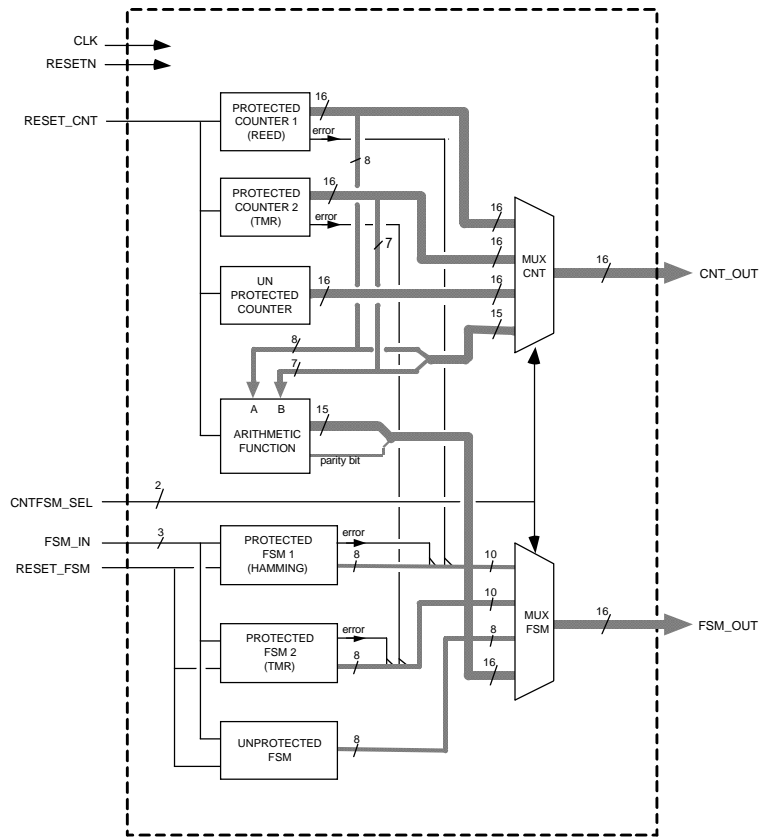 CLK
RESETN
RESET_CNT
PROTECTED
COUNTER 1
(REED)
16
error
8
PROTECTED
COUNTER 2
(TMR)
16
error
7
UN
PROTECTED
COUNTER
16
16
16
16
15
MUX
CNT
16
CNT_OUT
8
7
A B
ARITHMETIC
FUNCTION
15
parity bit
CNTFSM_SEL
2
FSM_IN
3
RESET_FSM
PROTECTED
FSM 1
(HAMMING)
error
8
10
10
8
16
MUX
FSM
16
FSM_OUT
PROTECTED
FSM 2
(TMR)
error
8
UNPROTECTED
FSM
8